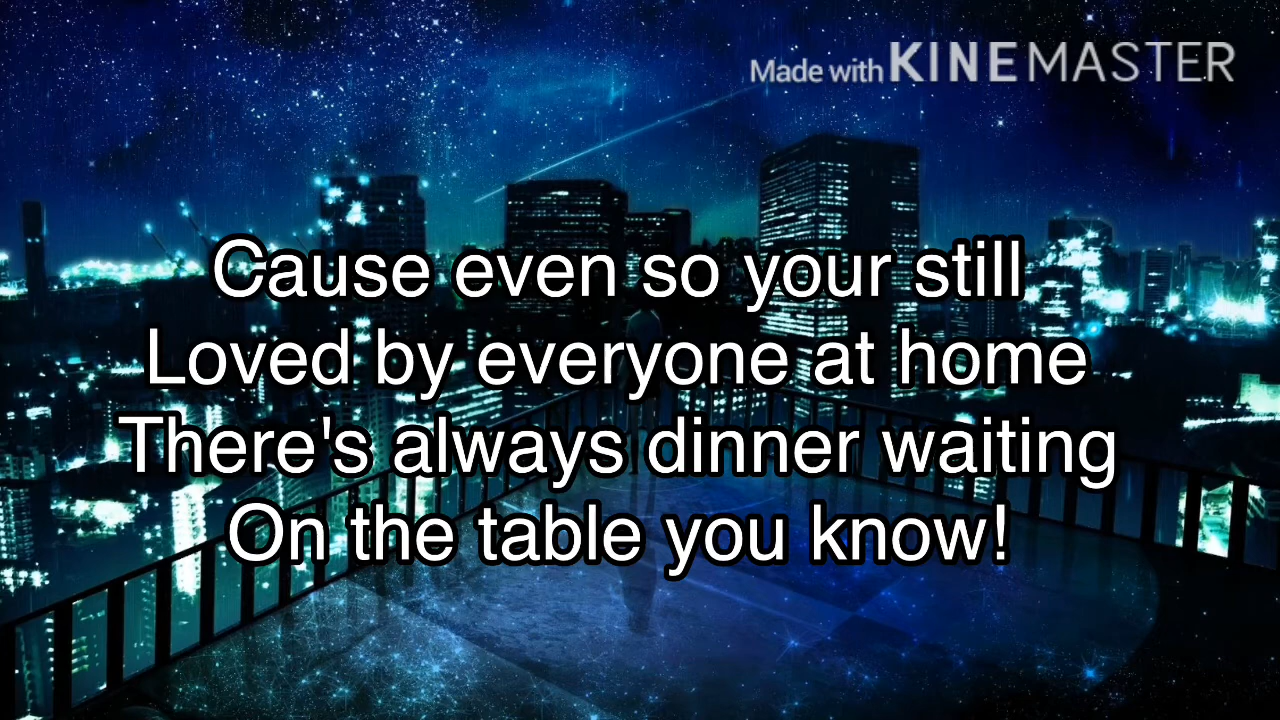 Made with KINEMASTER
Cause even so your still
Loved by everyone at home
There's always dinner waiting
On the table you know!